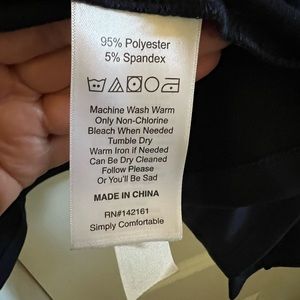 95% Polyester
5% Spandex
Machine Wash Warm
Only Non-Chlorine
Bleach When Needed
Tumble Dry
Warm Iron if Needed
Can Be Dry Cleaned
Follow Please
Or You'll Be Sad
MADE IN CHINA
RN#142161
Simply Comfortable